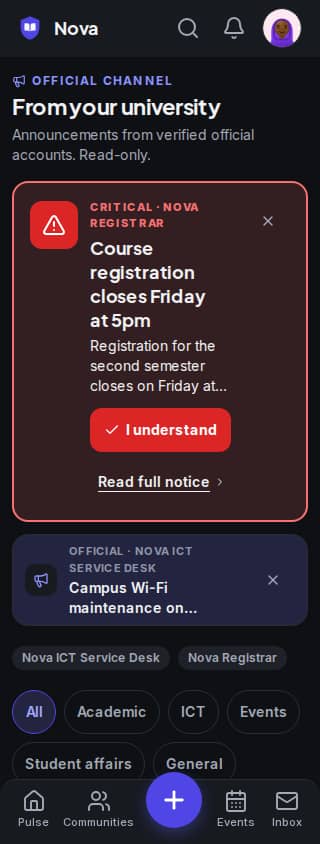 Nova
OFFICIAL CHANNEL
From your university
Announcements from verified official
accounts. Read-only.
CRITICAL · NOVA
REGISTRAR
Course
registration
closes Friday
at 5pm
Registration for the
second semester
closes on Friday at...
I understand
Read full notice
OFFICIAL · NOVA ICT
SERVICE DESK
Campus Wi-Fi
maintenance on...
Nova ICT Service Desk
Nova Registrar
All
Academic
ICT
Events
Student affairs
General
Pulse
Communities
Events
Inbox